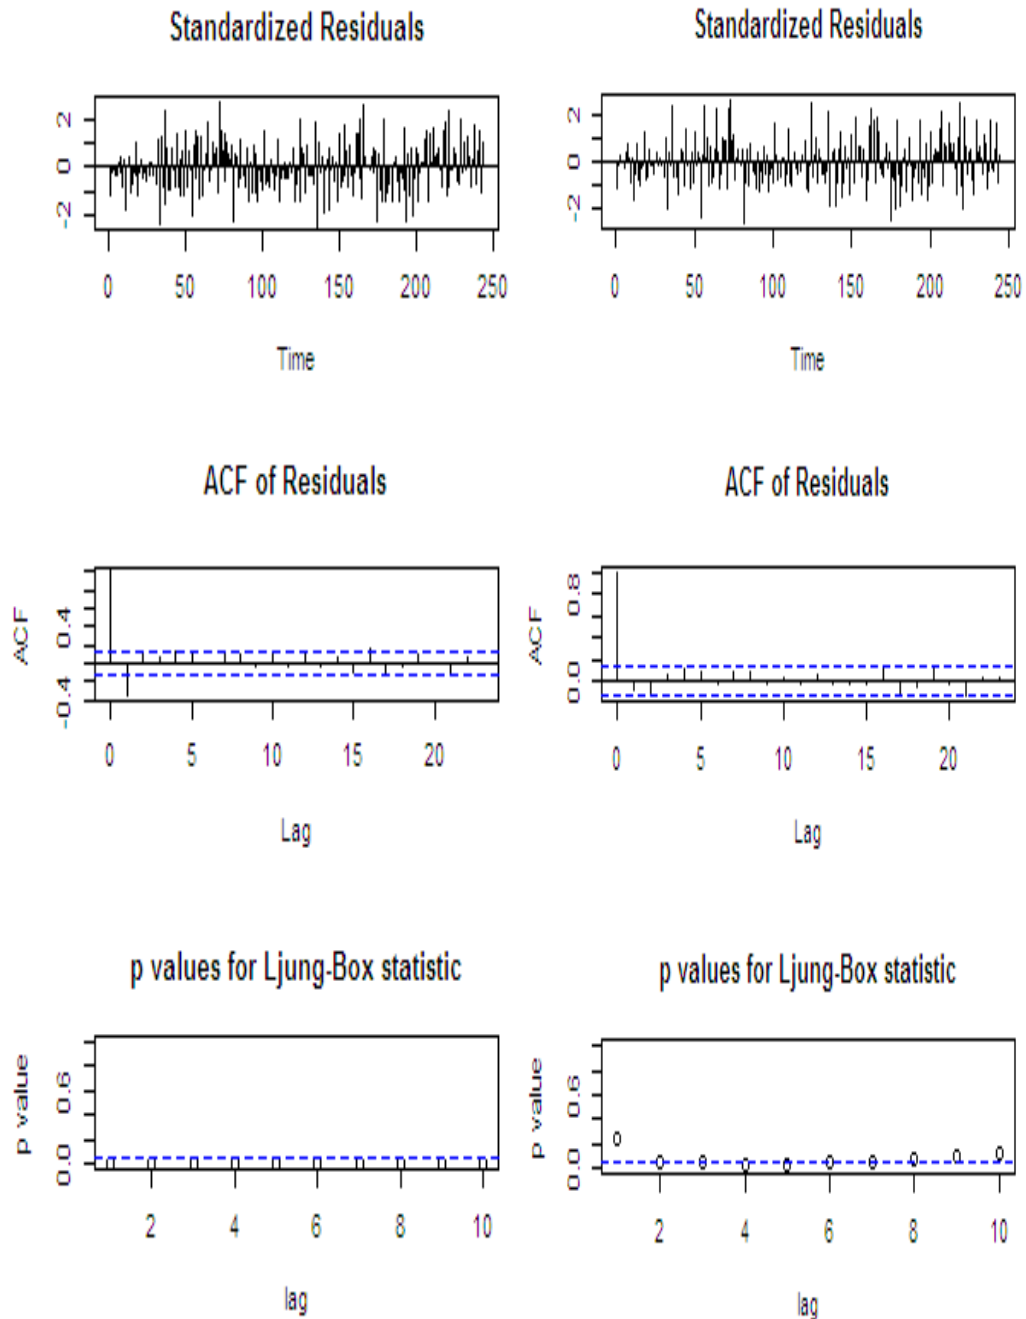 Standardized Residuals
2
0
-2
0 50 100 150 200 250
Time
Standardized Residuals
2
0
-2
0 50 100 150 200 250
Time
ACF of Residuals
ACF
0.4
-0.4
0 5 10 15 20
Lag
ACF of Residuals
ACF
0.8
0.0
0 5 10 15 20
Lag
p values for Ljung-Box statistic
p value
0.6
0.0
2 4 6 8 10
lag
p values for Ljung-Box statistic
p value
0.6
0.0
2 4 6 8 10
lag